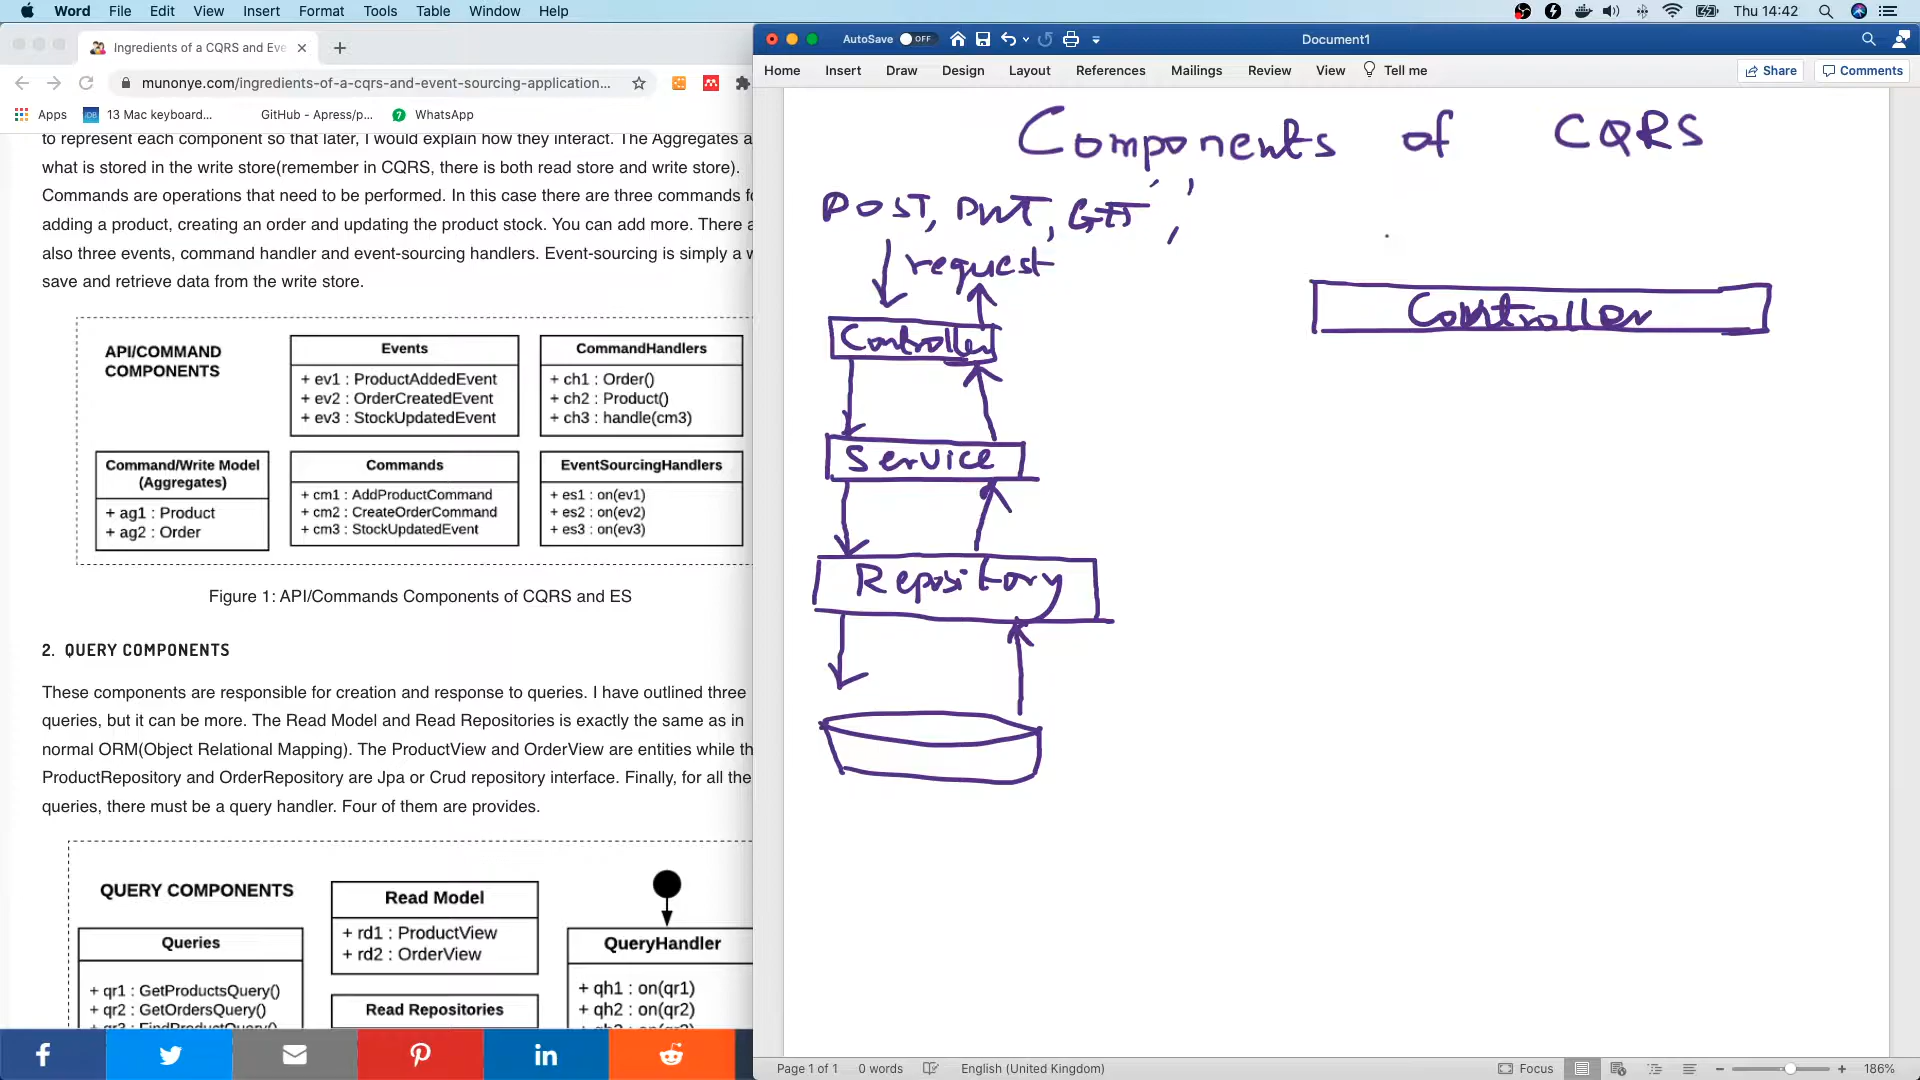 Word File Edit View Insert Format Tools Table Window Help Thu 14:42
Ingredients of a CQRS and Eve
munonye.com/ingredients-of-a-cqrs-and-event-sourcing-application...
Apps 13 Mac keyboard... GitHub - Apress/p... WhatsApp
to represent each component so that later, I would explain how they interact. The Aggregates a
what is stored in the write store(remember in CQRS, there is both read store and write store).
Commands are operations that need to be performed. In this case there are three commands fo
adding a product, creating an order and updating the product stock. You can add more. There a
also three events, command handler and event-sourcing handlers. Event-sourcing is simply a w
save and retrieve data from the write store.
API/COMMAND
COMPONENTS
Events
+ ev1 : ProductAddedEvent
+ ev2 : OrderCreatedEvent
+ ev3 : StockUpdatedEvent
CommandHandlers
+ ch1 : Order()
+ ch2 : Product()
+ ch3 : handle(cm3)
Command/Write Model
(Aggregates)
+ ag1 : Product
+ ag2 : Order
Commands
+ cm1 : AddProductCommand
+ cm2 : CreateOrderCommand
+ cm3 : StockUpdatedEvent
EventSourcingHandlers
+ es1 : on(ev1)
+ es2 : on(ev2)
+ es3 : on(ev3)
Figure 1: API/Commands Components of CQRS and ES
2. QUERY COMPONENTS
These components are responsible for creation and response to queries. I have outlined three
queries, but it can be more. The Read Model and Read Repositories is exactly the same as in
normal ORM(Object Relational Mapping). The ProductView and OrderView are entities while th
ProductRepository and OrderRepository are Jpa or Crud repository interface. Finally, for all the
queries, there must be a query handler. Four of them are provides.
QUERY COMPONENTS
Queries
+ qr1 : GetProductsQuery()
+ qr2 : GetOrdersQuery()
+ qr3 : FindProductQuery()
Read Model
+ rd1 : ProductView
+ rd2 : OrderView
Read Repositories
QueryHandler
+ qh1 : on(qr1)
+ qh2 : on(qr2)
AutoSave OFF Document1
Home Insert Draw Design Layout References Mailings Review View Tell me Share Comments
Components of CQRS
POST, PUT, GET,
request
Controller
Service
Repository
Controller
Page 1 of 1 0 words English (United Kingdom) Focus 186%